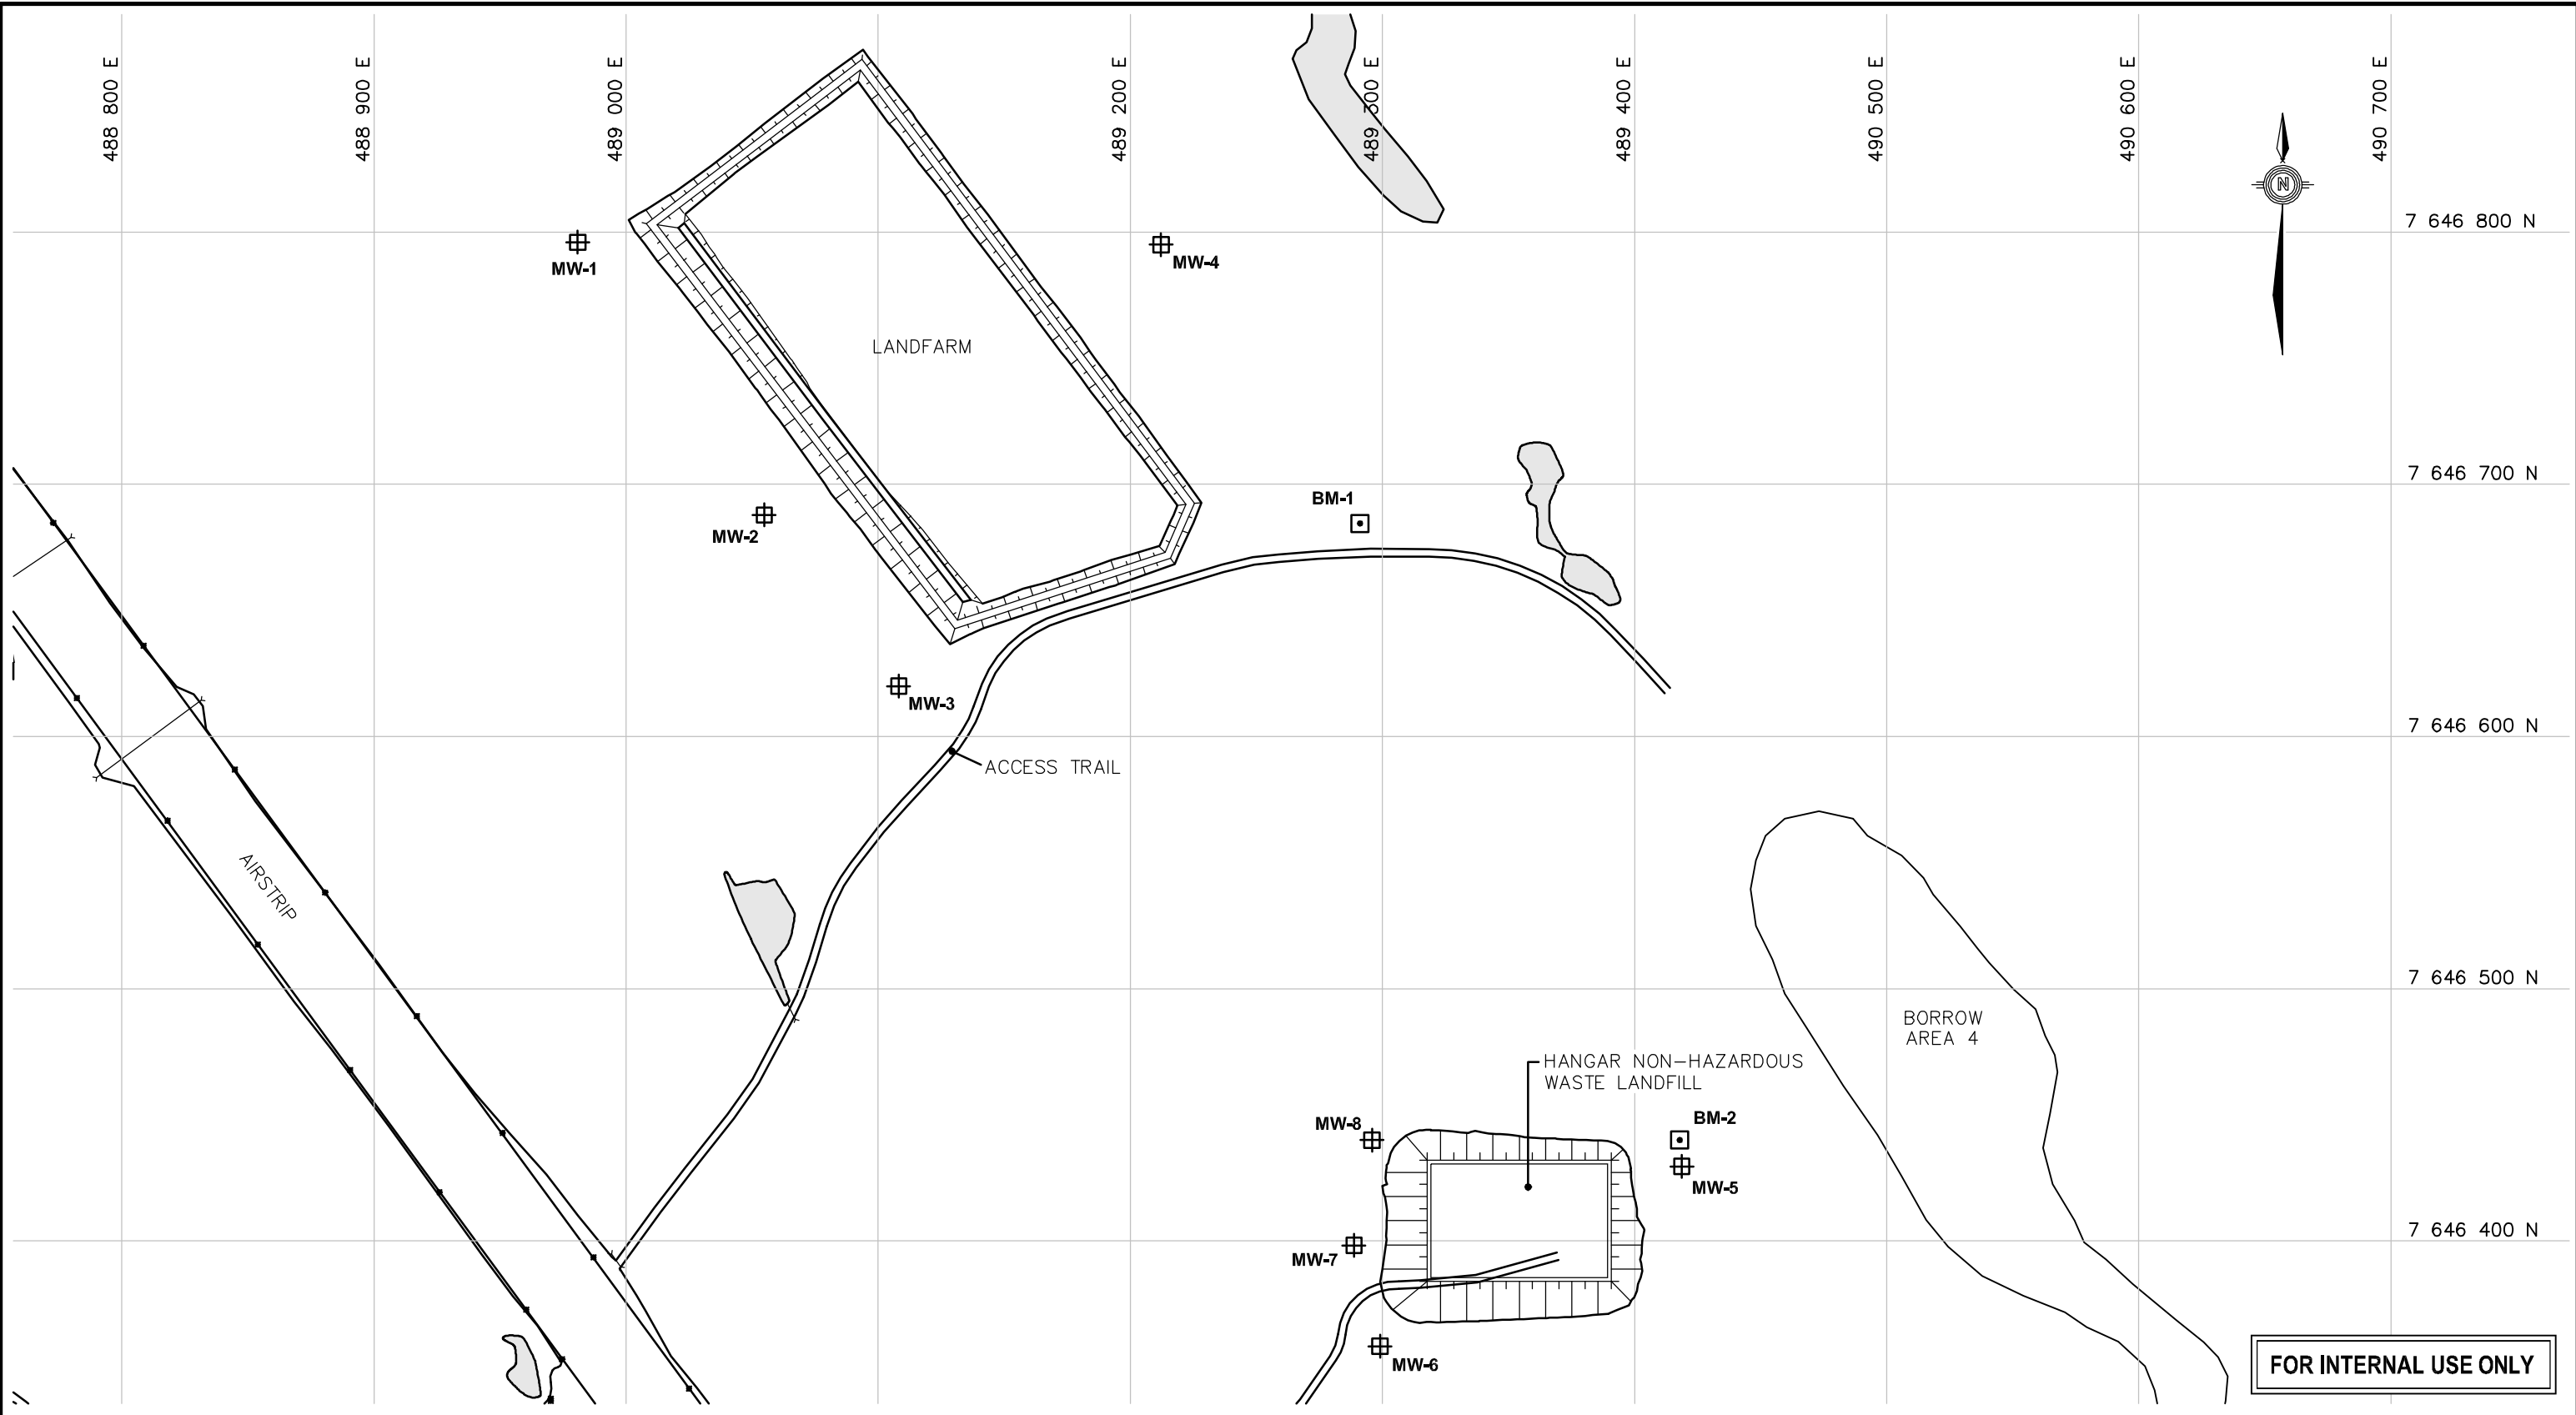 488 800 E
488 900 E
489 000 E
489 200 E
489 300 E
489 400 E
490 500 E
490 600 E
490 700 E
N
7 646 800 N
MW-1
MW-4
LANDFARM
7 646 700 N
BM-1
MW-2
MW-3
7 646 600 N
ACCESS TRAIL
AIRSTRIP
7 646 500 N
BORROW
AREA 4
HANGAR NON-HAZARDOUS
WASTE LANDFILL
MW-8
BM-2
MW-5
7 646 400 N
MW-7
MW-6
FOR INTERNAL USE ONLY